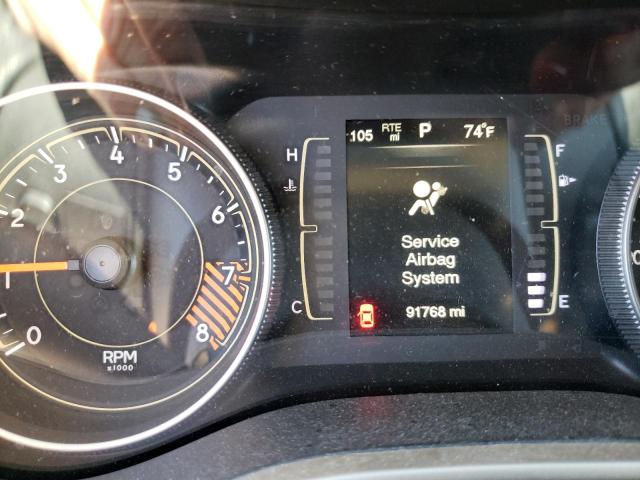 105 RTE mi P 74°F
BRAKE
H
F
Service
Airbag
System
C
E
91768 mi
0
1
2
3
4
5
6
7
8
RPM
x1000